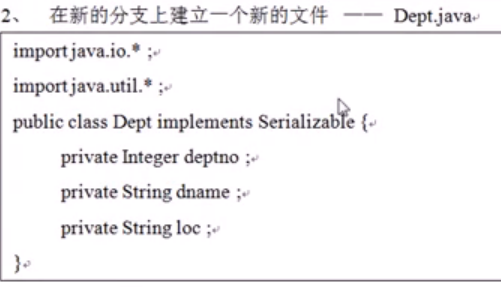 2、 在新的分支上建立一个新的文件 —— Dept.java
import java.io.* ;
import java.util.* ;
public class Dept implements Serializable {
private Integer deptno ;
private String dname ;
private String loc ;
}